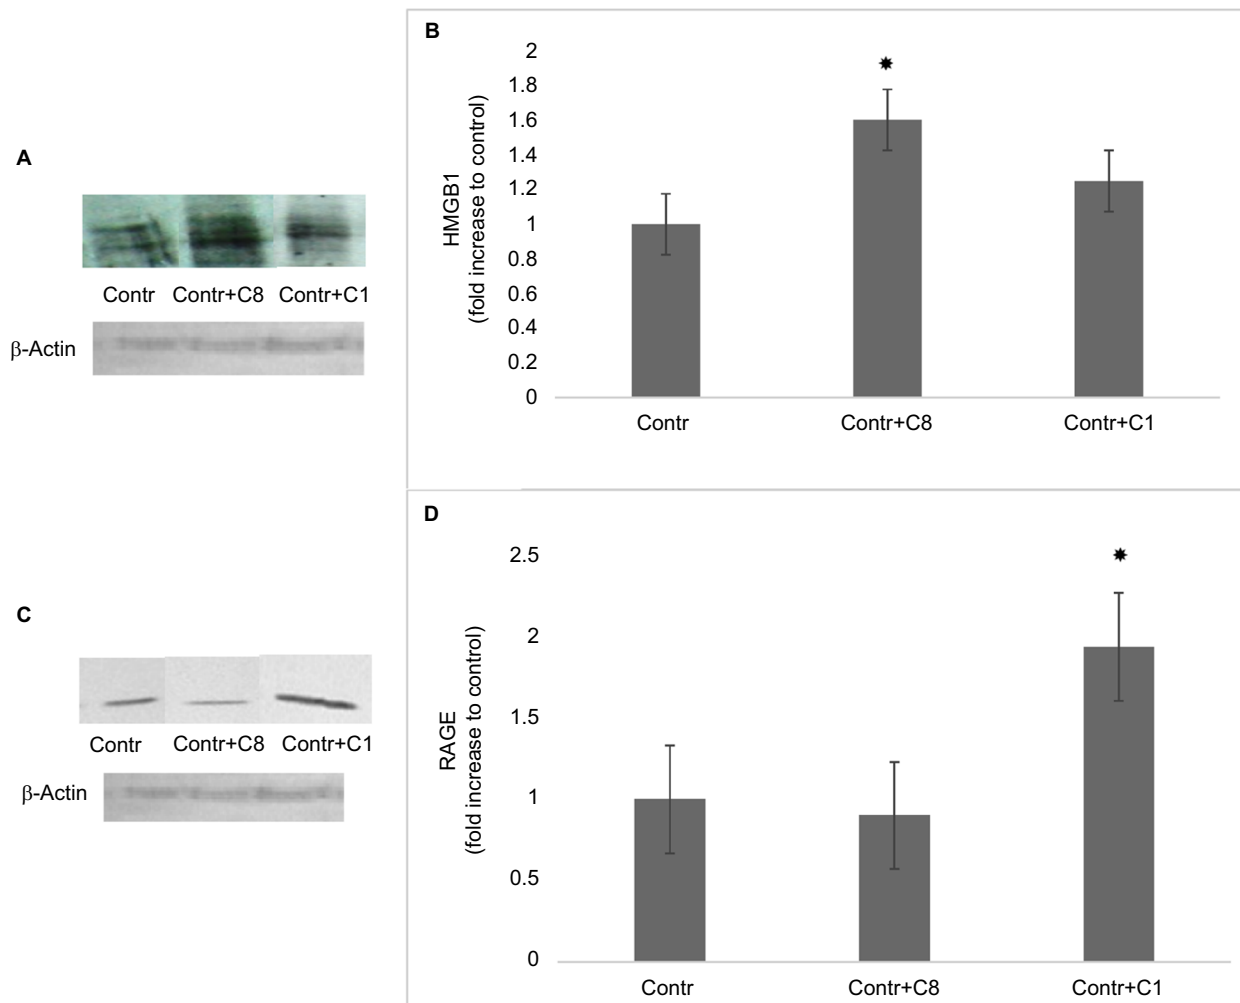 A
Contr Contr+C8 Contr+C1
β-Actin
B
HMGB1
(fold increase to control)
2
1.8
1.6
1.4
1.2
1
0.8
0.6
0.4
0.2
0
Contr Contr+C8 Contr+C1
C
Contr Contr+C8 Contr+C1
β-Actin
D
RAGE
(fold increase to control)
2.5
2
1.5
1
0.5
0
Contr Contr+C8 Contr+C1